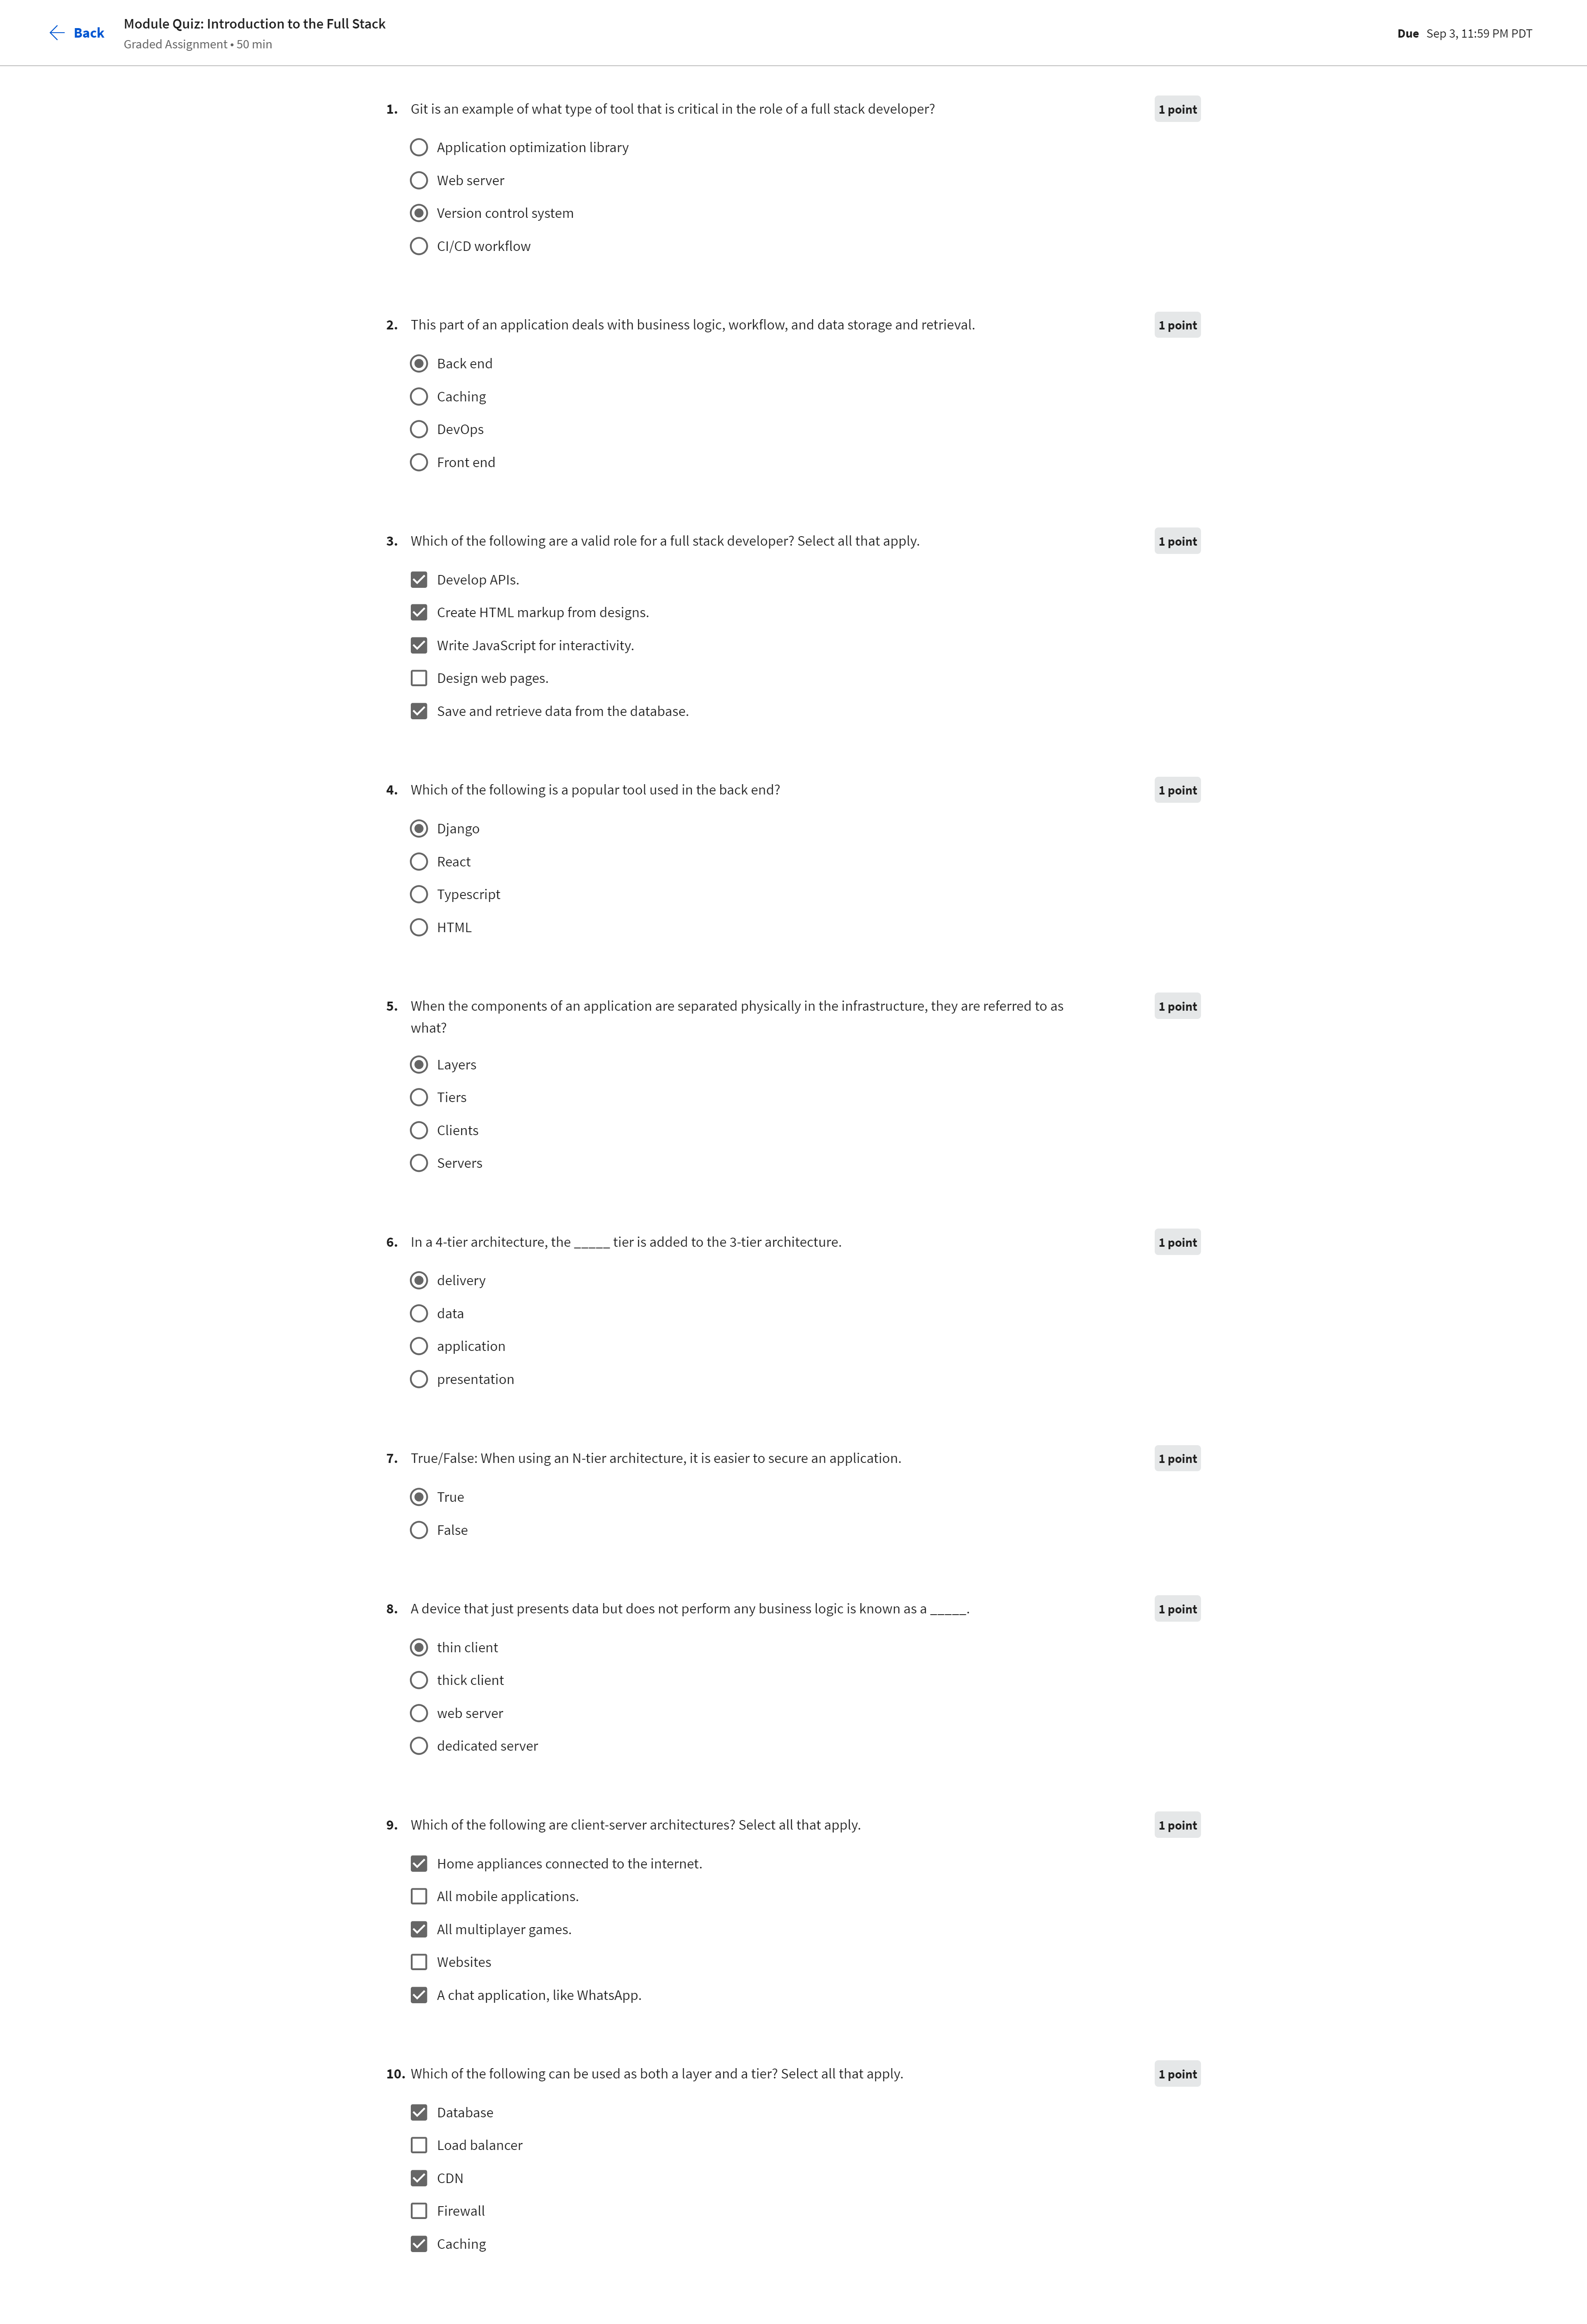 Back
Module Quiz: Introduction to the Full Stack
Graded Assignment • 50 min
Due Sep 3, 11:59 PM PDT
1. Git is an example of what type of tool that is critical in the role of a full stack developer? 1 point
Application optimization library
Web server
Version control system
CI/CD workflow
2. This part of an application deals with business logic, workflow, and data storage and retrieval. 1 point
Back end
Caching
DevOps
Front end
3. Which of the following are a valid role for a full stack developer? Select all that apply. 1 point
Develop APIs.
Create HTML markup from designs.
Write JavaScript for interactivity.
Design web pages.
Save and retrieve data from the database.
4. Which of the following is a popular tool used in the back end? 1 point
Django
React
Typescript
HTML
5. When the components of an application are separated physically in the infrastructure, they are referred to as 1 point
what?
Layers
Tiers
Clients
Servers
6. In a 4-tier architecture, the _____ tier is added to the 3-tier architecture. 1 point
delivery
data
application
presentation
7. True/False: When using an N-tier architecture, it is easier to secure an application. 1 point
True
False
8. A device that just presents data but does not perform any business logic is known as a _____. 1 point
thin client
thick client
web server
dedicated server
9. Which of the following are client-server architectures? Select all that apply. 1 point
Home appliances connected to the internet.
All mobile applications.
All multiplayer games.
Websites
A chat application, like WhatsApp.
10. Which of the following can be used as both a layer and a tier? Select all that apply. 1 point
Database
Load balancer
CDN
Firewall
Caching